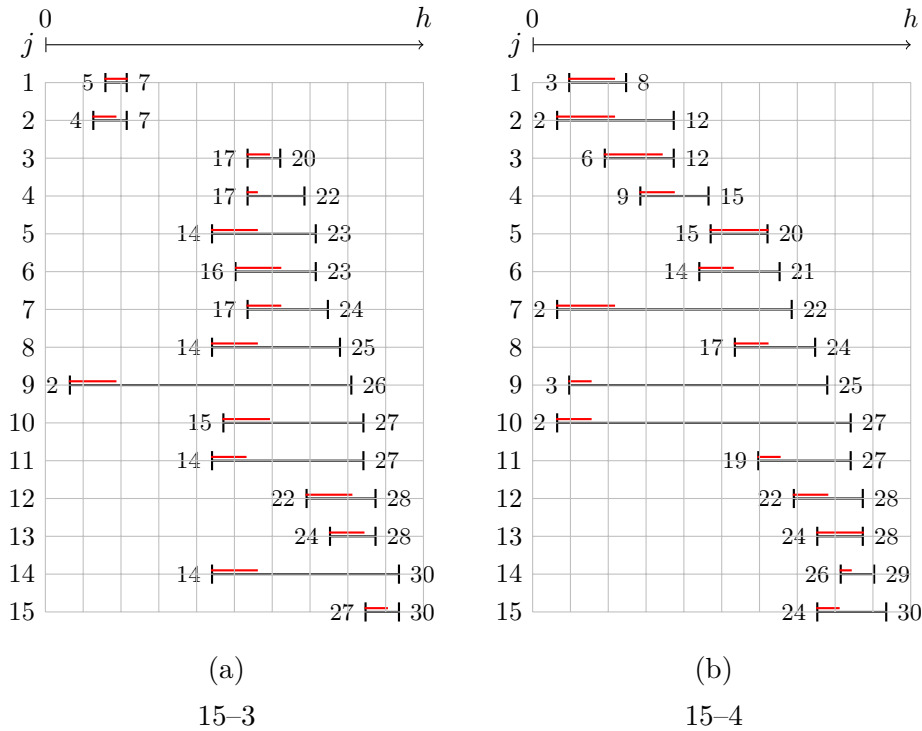 0 h
j
1 5 7
2 4 7
3 17 20
4 17 22
5 14 23
6 16 23
7 17 24
8 14 25
9 2 26
10 15 27
11 14 27
12 22 28
13 24 28
14 14 30
15 27 30
(a)
15–3
0 h
j
1 3 8
2 2 12
3 6 12
4 9 15
5 15 20
6 14 21
7 2 22
8 17 24
9 3 25
10 2 27
11 19 27
12 22 28
13 24 28
14 26 29
15 24 30
(b)
15–4